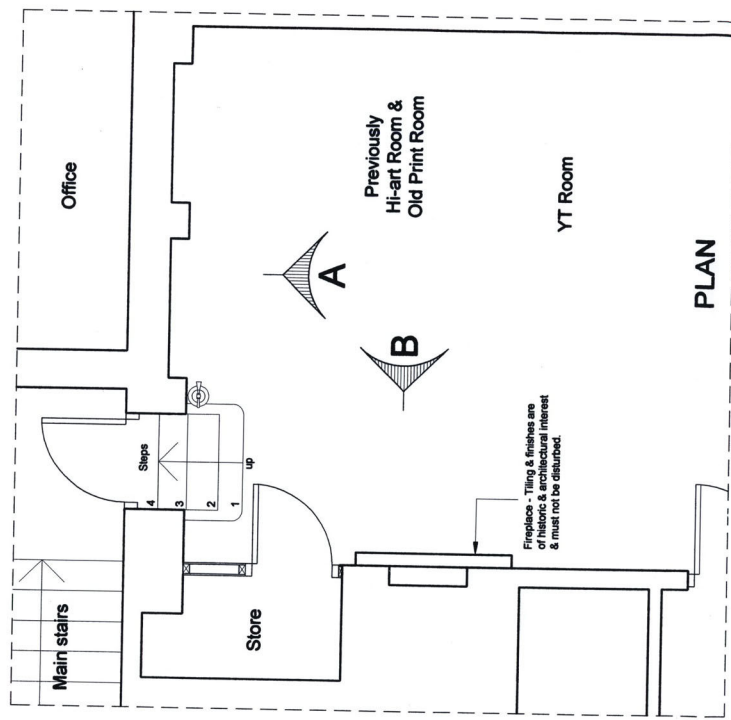 Office
Previously
Hi-art Room &
Old Print Room
YT Room
PLAN
A
B
Steps
4
3
2
1
up
Main stairs
Store
Fireplace - Tiling & finishes are
of historic & architectural interest
& must not be disturbed.